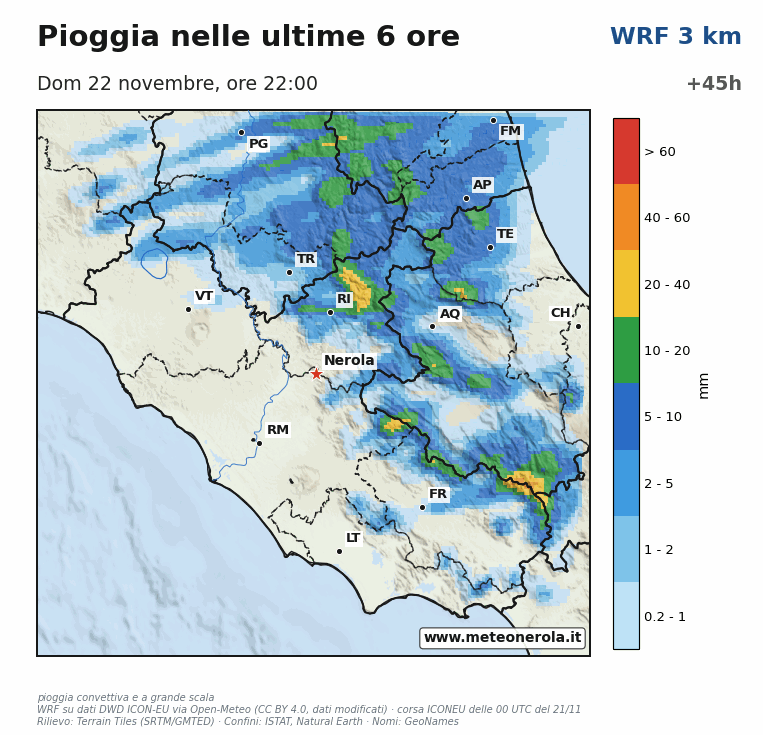 Pioggia nelle ultime 6 ore
WRF 3 km
Dom 22 novembre, ore 22:00
+45h
FM
PG
AP
TE
TR
VT
RI
AQ
CH
Nerola
RM
FR
LT
www.meteonerola.it
> 60
40 - 60
20 - 40
10 - 20
5 - 10
2 - 5
1 - 2
0.2 - 1
mm
pioggia convettiva e a grande scala
WRF su dati DWD ICON-EU via Open-Meteo (CC BY 4.0, dati modificati) · corsa ICONEU delle 00 UTC del 21/11
Rilievo: Terrain Tiles (SRTM/GMTED) · Confini: ISTAT, Natural Earth · Nomi: GeoNames